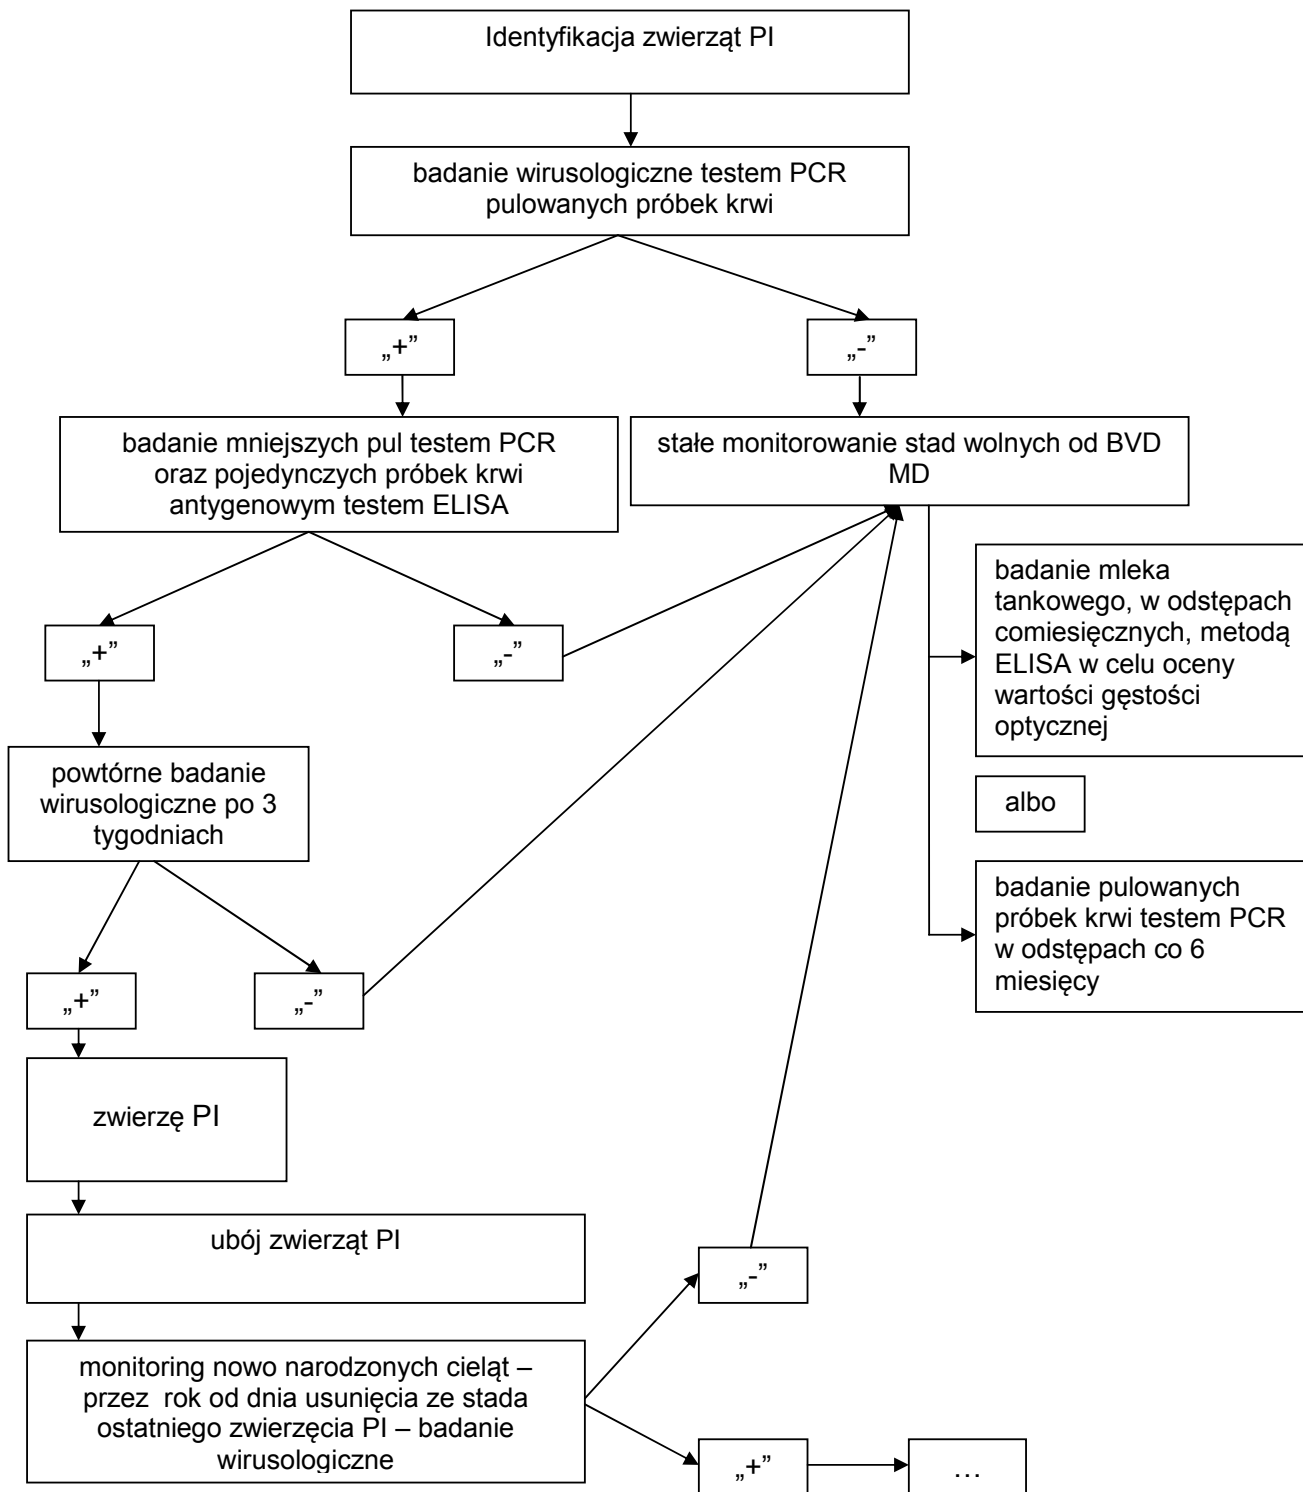 Identyfikacja zwierząt PI
badanie wirusologiczne testem PCR
pulowanych próbek krwi
„+”
„-”
badanie mniejszych pul testem PCR
oraz pojedynczych próbek krwi
antygenowym testem ELISA
stałe monitorowanie stad wolnych od BVD
MD
„+”
„-”
badanie mleka
tankowego, w odstępach
comiesięcznych, metodą
ELISA w celu oceny
wartości gęstości
optycznej
albo
badanie pulowanych
próbek krwi testem PCR
w odstępach co 6
miesięcy
powtórne badanie
wirusologiczne po 3
tygodniach
„+”
„-”
zwierzę PI
ubój zwierząt PI
„-”
monitoring nowo narodzonych cieląt –
przez rok od dnia usunięcia ze stada
ostatniego zwierzęcia PI – badanie
wirusologiczne
„+”
…